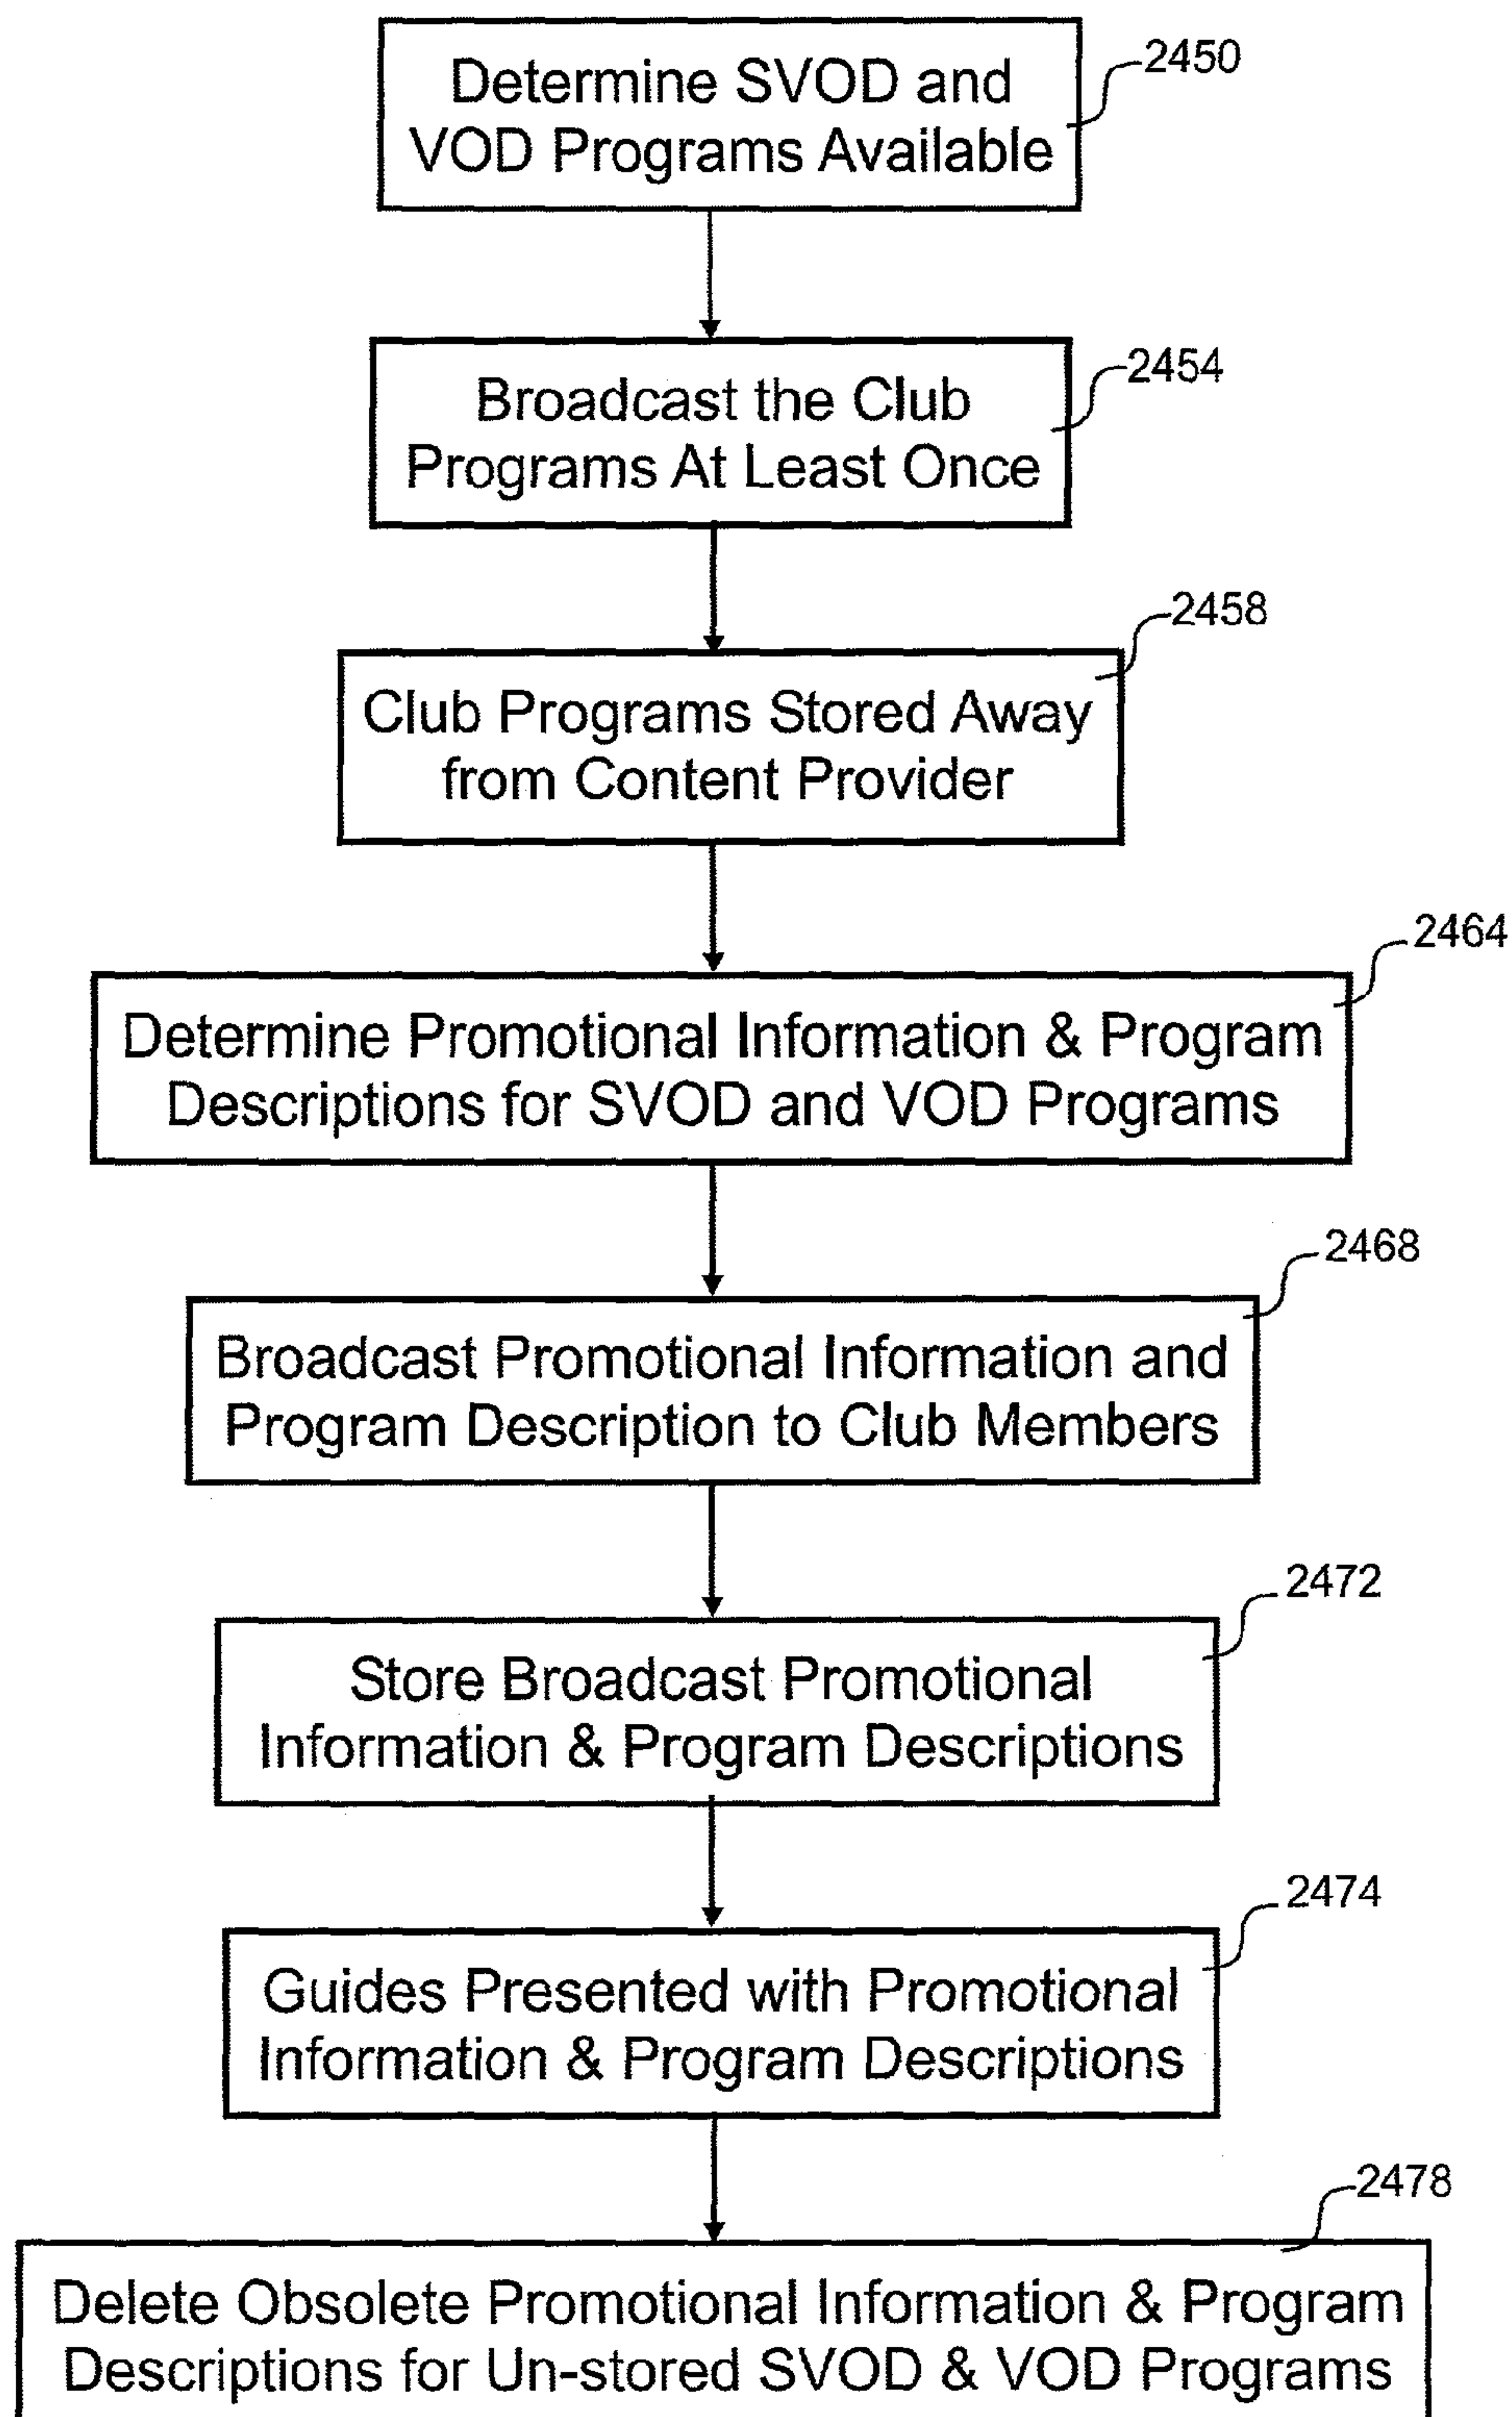 Determine SVOD and
VOD Programs Available
2450
Broadcast the Club
Programs At Least Once
2454
Club Programs Stored Away
from Content Provider
2458
Determine Promotional Information & Program
Descriptions for SVOD and VOD Programs
2464
Broadcast Promotional Information and
Program Description to Club Members
2468
Store Broadcast Promotional
Information & Program Descriptions
2472
Guides Presented with Promotional
Information & Program Descriptions
2474
Delete Obsolete Promotional Information & Program
Descriptions for Un-stored SVOD & VOD Programs
2478